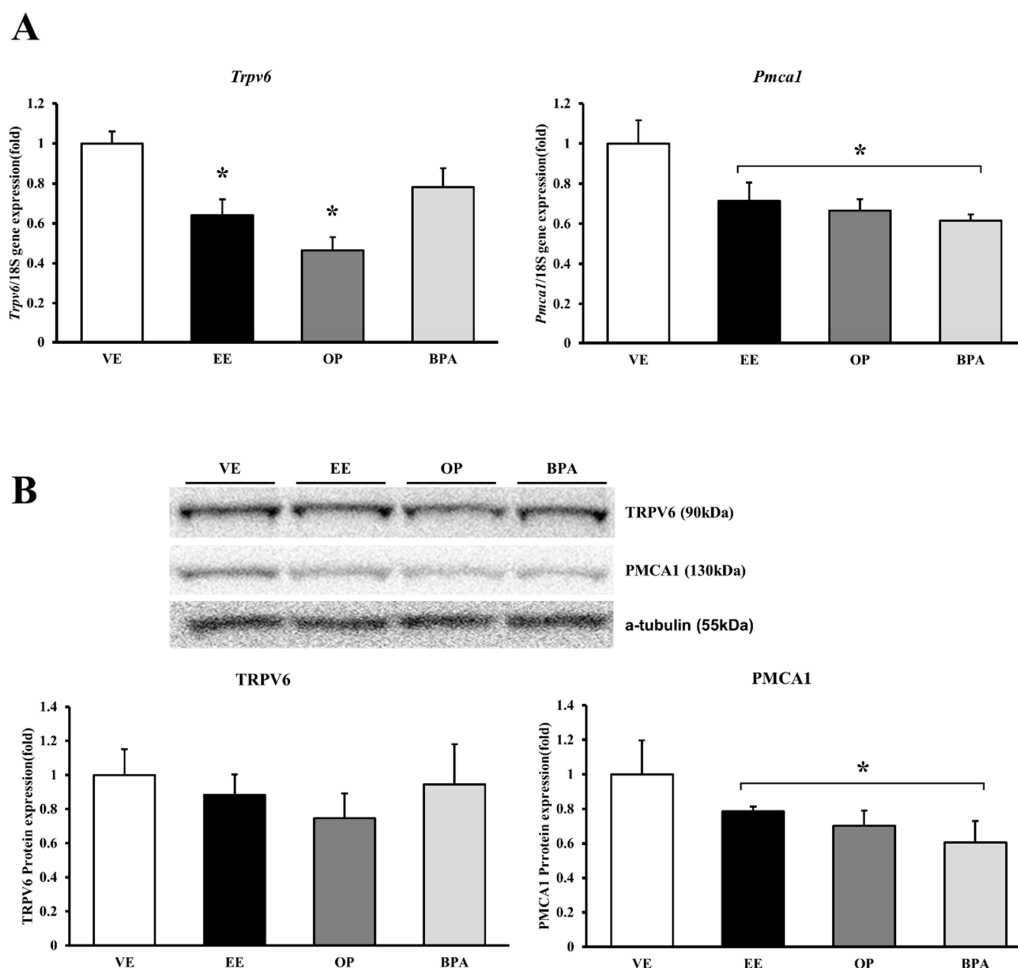 A
Trpv6
Trpv6/18S gene expression(fold)
1.2
1
0.8
0.6
0.4
0.2
0
*
*
VE EE OP BPA
Pmca1
Pmca1/18S gene expression(fold)
1.2
1
0.8
0.6
0.4
0.2
0
*
VE EE OP BPA
B
VE EE OP BPA
TRPV6 (90kDa)
PMCA1 (130kDa)
a-tubulin (55kDa)
TRPV6
TRPV6 Protein expression(fold)
1.4
1.2
1
0.8
0.6
0.4
0.2
0
VE EE OP BPA
PMCA1
PMCA1 Prrotein expression(fold)
1.4
1.2
1
0.8
0.6
0.4
0.2
0
*
VE EE OP BPA